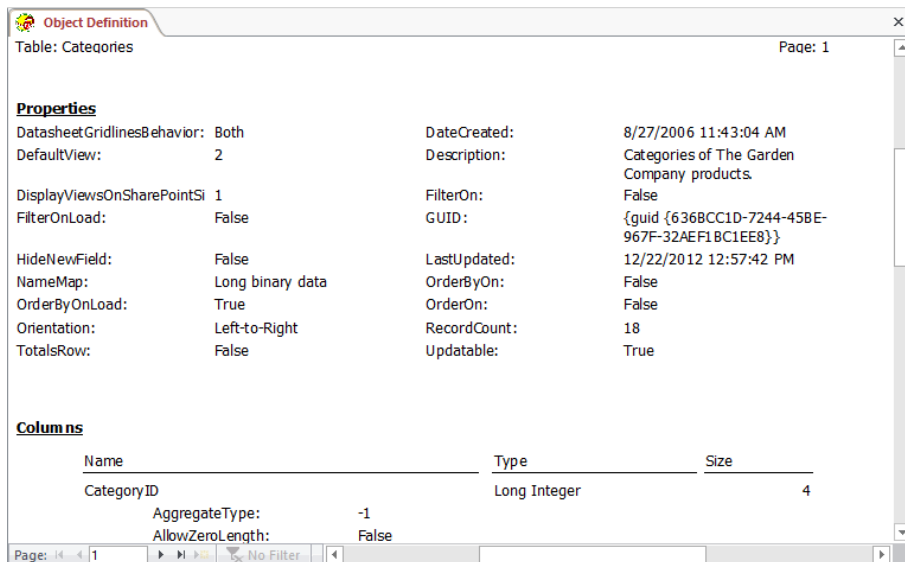 Object Definition
Table: Categories Page: 1
Properties
DatasheetGridlinesBehavior: Both DateCreated: 8/27/2006 11:43:04 AM
DefaultView: 2 Description: Categories of The Garden
Company products.
DisplayViewsOnSharePointSi 1 FilterOn: False
FilterOnLoad: False GUID: {guid {636BCC1D-7244-45BE-
967F-32AEF1BC1EE8}}
HideNewField: False LastUpdated: 12/22/2012 12:57:42 PM
NameMap: Long binary data OrderByOn: False
OrderByOnLoad: True OrderOn: False
Orientation: Left-to-Right RecordCount: 18
TotalsRow: False Updatable: True
Columns
Name Type Size
CategoryID Long Integer 4
AggregateType: -1
AllowZeroLength: False
Page: 1 No Filter